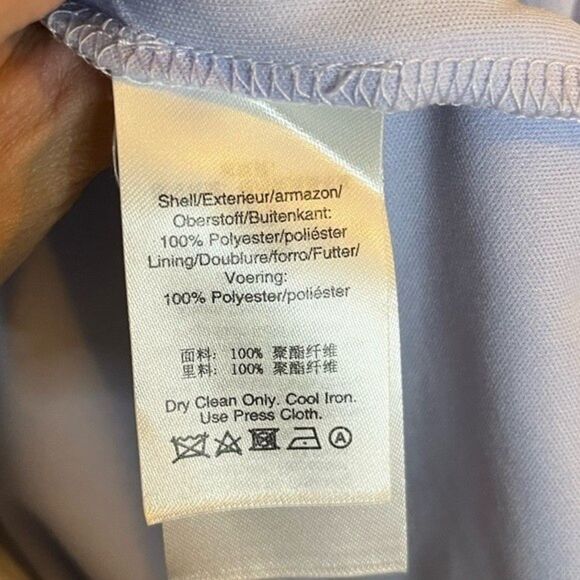 Shell/Exterieur/armazon/
Oberstoff/Buitenkant:
100% Polyester/poliéster
Lining/Doublure/forro/Futter/
Voering:
100% Polyester/poliéster
面料: 100% 聚酯纤维
里料: 100% 聚酯纤维
Dry Clean Only. Cool Iron.
Use Press Cloth.
A